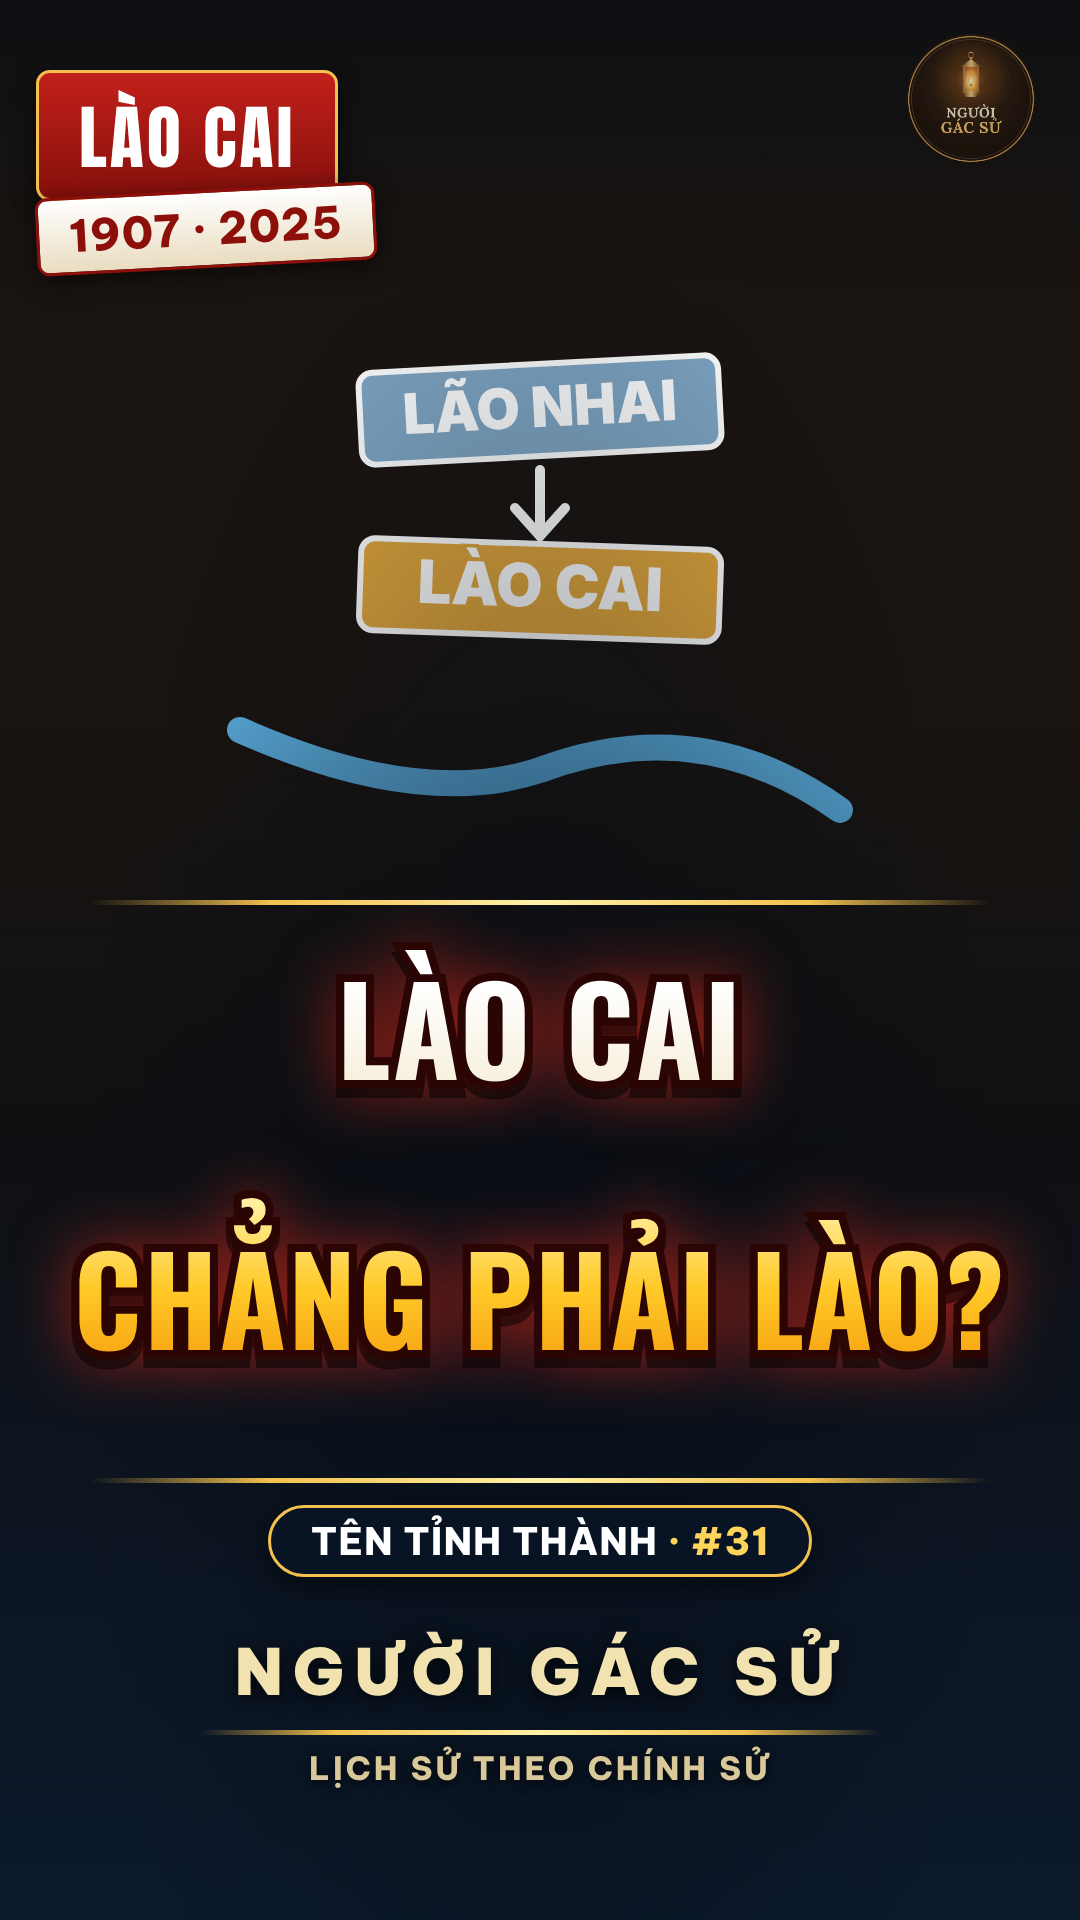 LÀO CAI
1907 · 2025
NGƯỜI
GÁC SỬ
LÃO NHAI
LÀO CAI
LÀO CAI
CHẲNG PHẢI LÀO?
TÊN TỈNH THÀNH · #31
NGƯỜI GÁC SỬ
LỊCH SỬ THEO CHÍNH SỬ